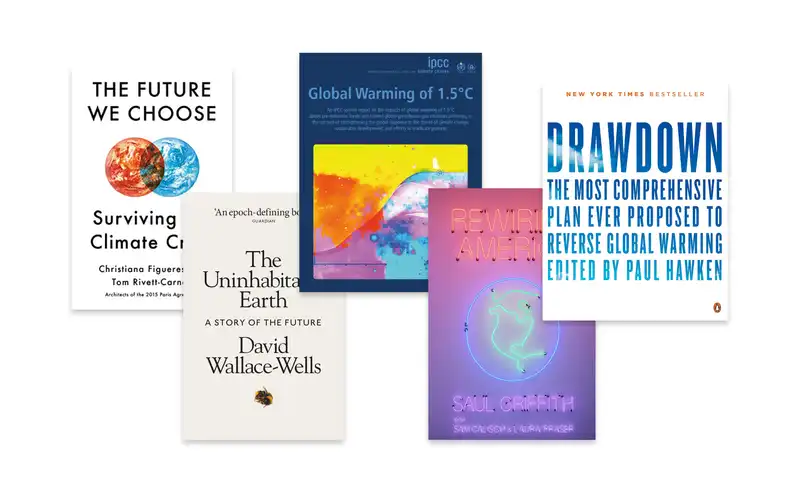 THE FUTURE
WE CHOOSE
Surviving
Climate Cr
Christiana Figueres
Tom Rivett-Carn
Architects of the 2015 Paris Agre
'An epoch-defining bo
GUARDIAN
The
Uninhabita
Earth
A STORY OF THE FUTURE
David
Wallace-Wells
ipcc
Global Warming of 1.5°C
REWIRI
AMERI
SAUL GRIFFITH
NEW YORK TIMES BESTSELLER
DRAWDOWN
THE MOST COMPREHENSIVE
PLAN EVER PROPOSED TO
REVERSE GLOBAL WARMING
EDITED BY PAUL HAWKEN